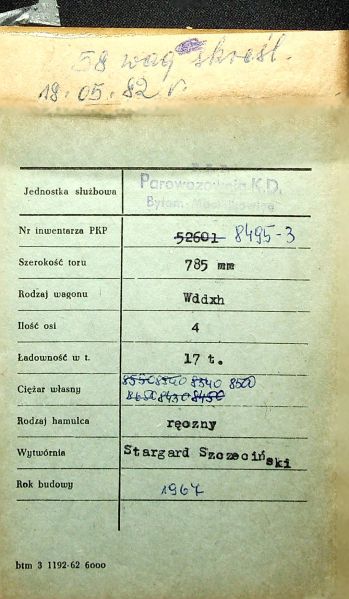 58 wag skreśl.
18.05.82 r.
Jednostka służbowa Parowozownia K.D.
Bytom
Nr inwentarza PKP 52601 8495-3
Szerokość toru 785 mm
Rodzaj wagonu Wddxh
Ilość osi 4
Ładowność w t. 17 t.
Ciężar własny 8550 8540 8540 8500
8650 8430 8450
Rodzaj hamulca ręczny
Wytwórnia Stargard Szczeciński
Rok budowy 1967
btm 3 1192-62 6000